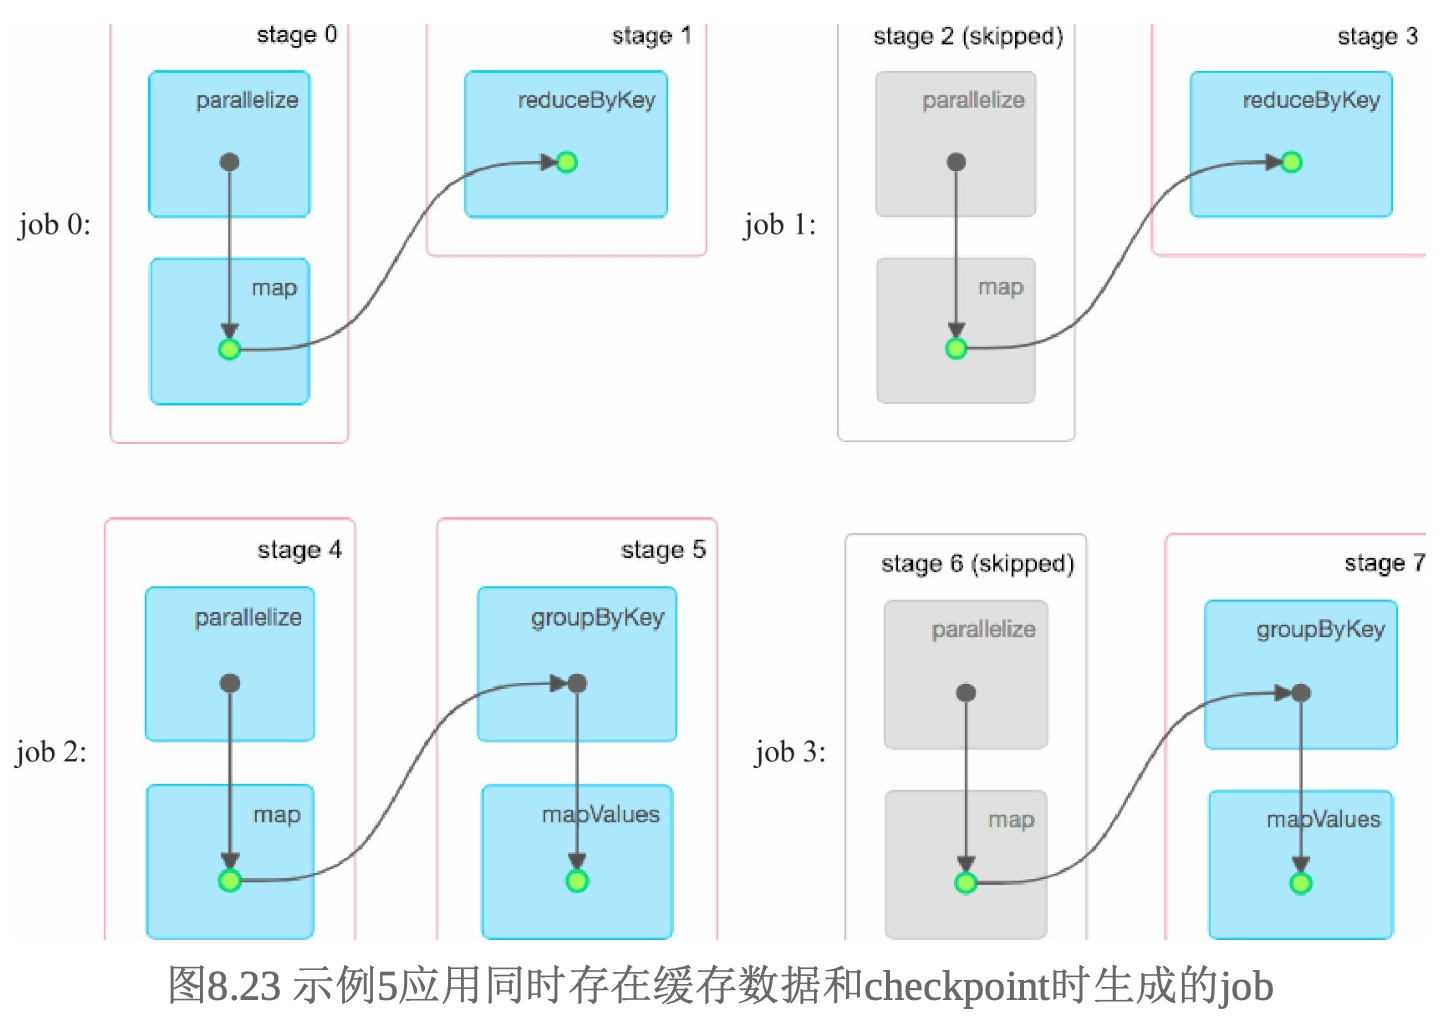 stage 0
stage 1
parallelize
reduceByKey
job 0:
map
stage 2 (skipped)
stage 3
parallelize
reduceByKey
job 1:
map
stage 4
stage 5
parallelize
groupByKey
job 2:
map
mapValues
stage 6 (skipped)
stage 7
parallelize
groupByKey
job 3:
map
mapValues
图8.23 示例5应用同时存在缓存数据和checkpoint时生成的job